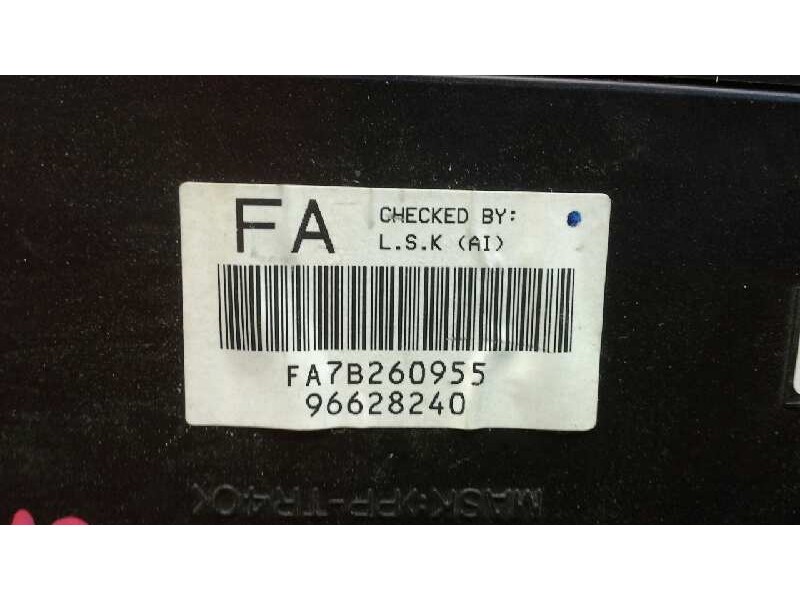 FA
CHECKED BY:
L.S.K (AI)
FA7B260955
96628240